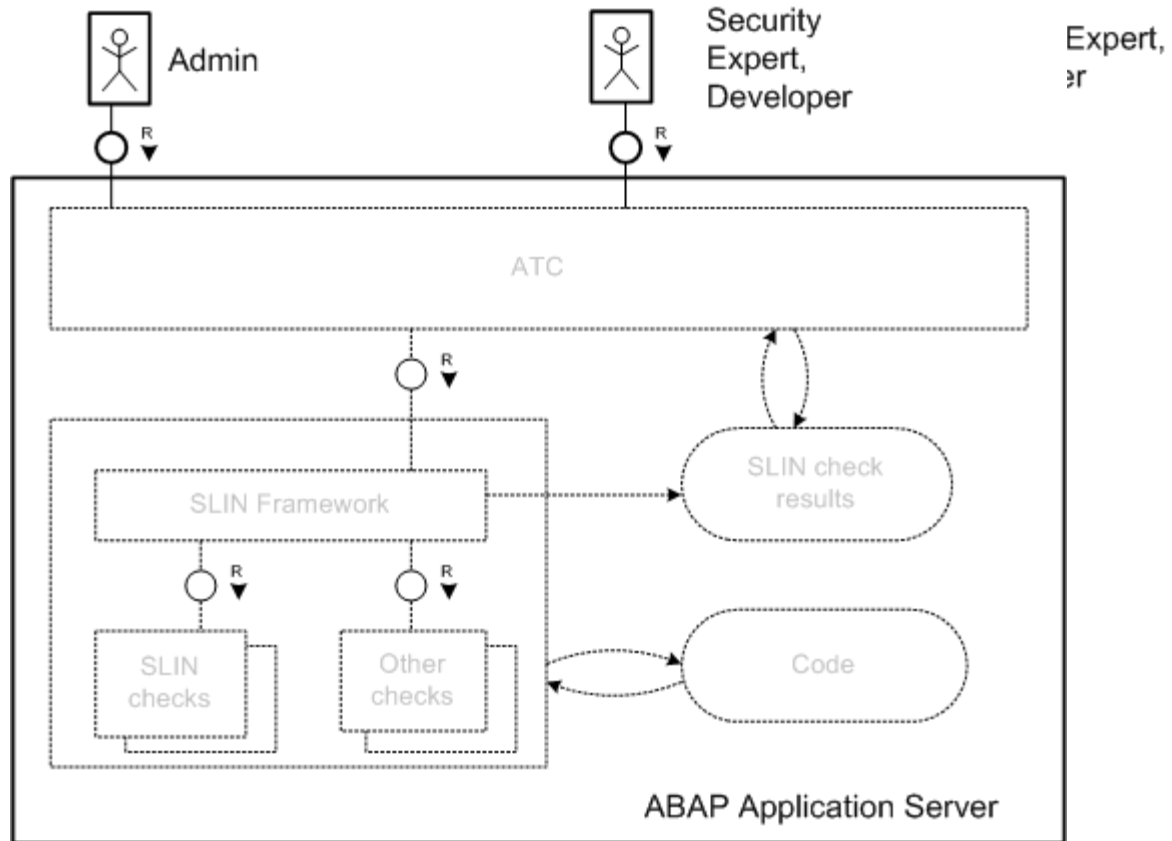 Admin
Security
Expert,
Developer
Expert,
er
R
R
ATC
R
SLIN Framework
SLIN check
results
R
R
SLIN
checks
Other
checks
Code
ABAP Application Server